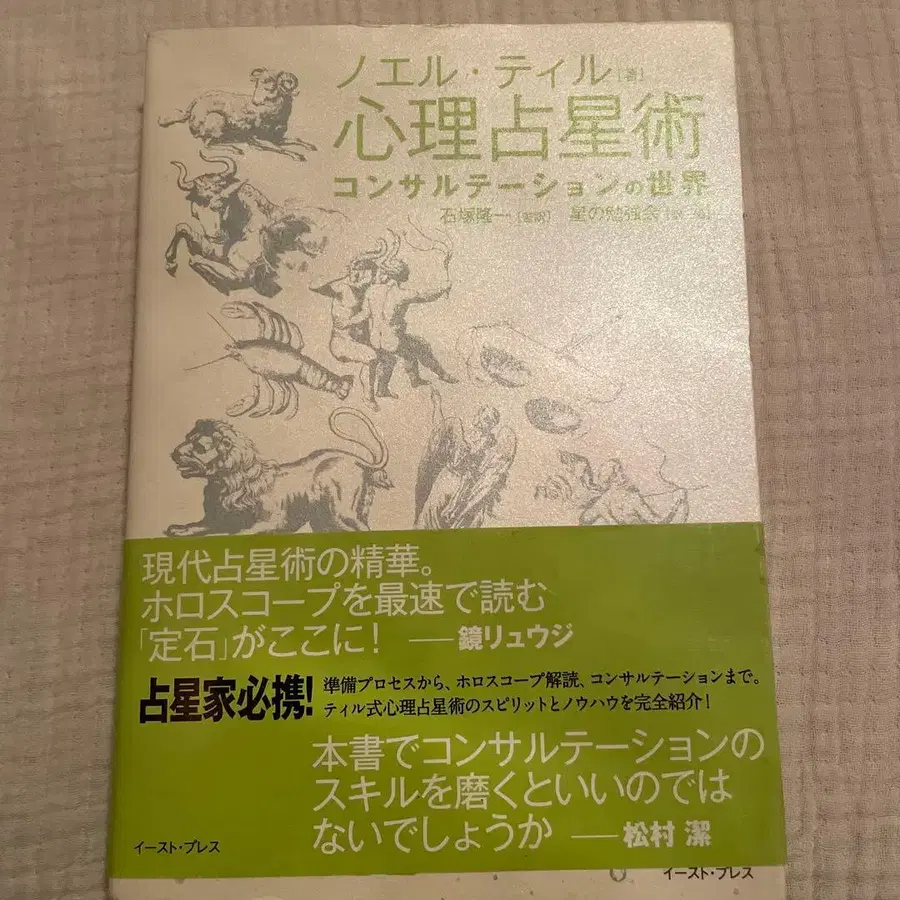 ノエル・ティル[著]
心理占星術
コンサルテーションの世界
石塚隆一[監訳] 星の勉強会
現代占星術の精華。
ホロスコープを最速で読む
「定石」がここに! ——鏡リュウジ
占星家必携!
準備プロセスから、ホロスコープ解読、コンサルテーションまで。
ティル式心理占星術のスピリットとノウハウを完全紹介!
本書でコンサルテーションの
スキルを磨くといいのでは
ないでしょうか ——松村 潔
イースト・プレス
イースト・プレス